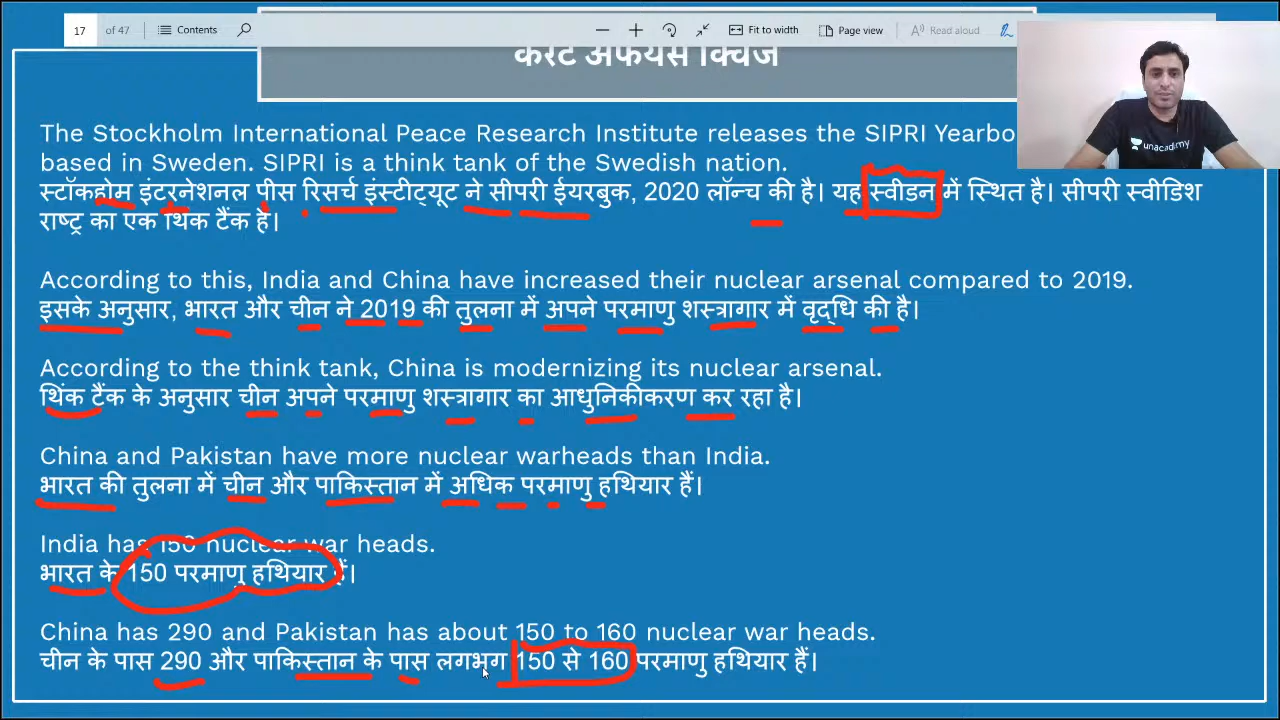 17 of 47 Contents Fit to width Page view Read aloud
करेंट अफेयर्स क्विज
unacademy
The Stockholm International Peace Research Institute releases the SIPRI
based in Sweden. SIPRI is a think tank of the Swedish nation.
स्टॉकहोम इंटरनेशनल पीस रिसर्च इंस्टीट्यूट ने सीपरी ईयरबुक, 2020 लॉन्च की है। यह स्वीडन में स्थित है। सीपरी स्वीडिश
राष्ट्र का एक थिंक टैंक है।
According to this, India and China have increased their nuclear arsenal compared to 2019.
इसके अनुसार, भारत और चीन ने 2019 की तुलना में अपने परमाणु शस्त्रागार में वृद्धि की है।
According to the think tank, China is modernizing its nuclear arsenal.
थिंक टैंक के अनुसार चीन अपने परमाणु शस्त्रागार का आधुनिकीकरण कर रहा है।
China and Pakistan have more nuclear warheads than India.
भारत की तुलना में चीन और पाकिस्तान में अधिक परमाणु हथियार हैं।
India has 150 nuclear war heads.
भारत के 150 परमाणु हथियार हैं।
China has 290 and Pakistan has about 150 to 160 nuclear war heads.
चीन के पास 290 और पाकिस्तान के पास लगभग 150 से 160 परमाणु हथियार हैं।